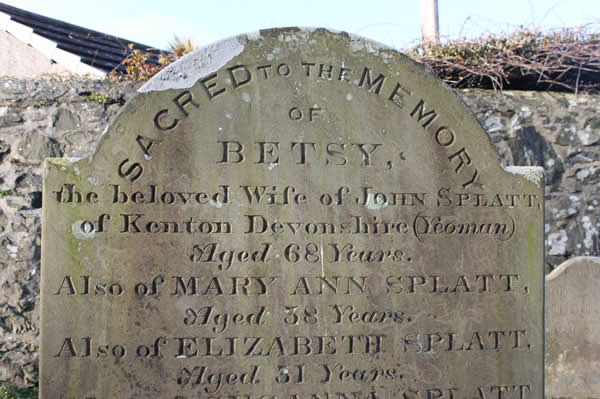 SACRED TO THE MEMORY
OF
BETSY,
the beloved Wife of JOHN SPLATT,
of Kenton Devonshire (Yeoman)
Aged 68 Years.
Also of MARY ANN SPLATT,
Aged 38 Years.
Also of ELIZABETH SPLATT,
Aged 31 Years.
SPLATT